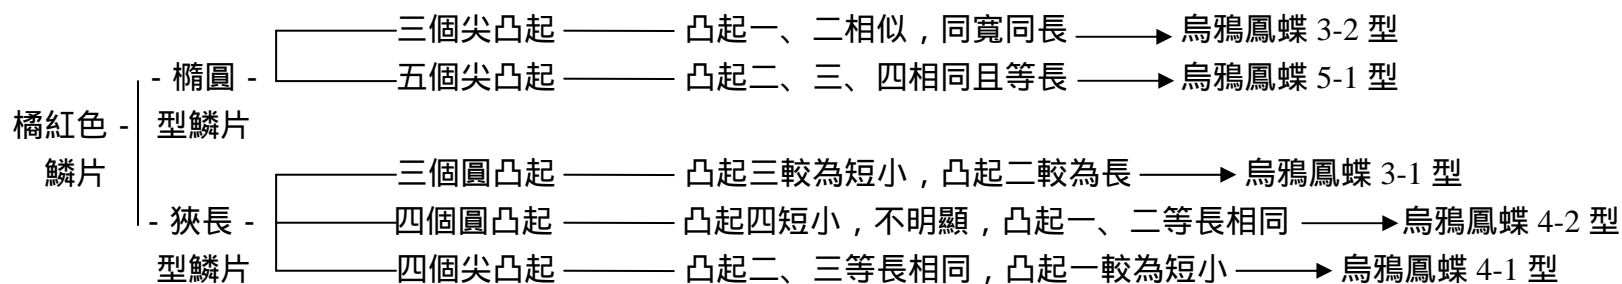 三個尖凸起 凸起一、二相似，同寬同長 烏鴉鳳蝶 3-2 型
- 橢圓 - 五個尖凸起 凸起二、三、四相同且等長 烏鴉鳳蝶 5-1 型
橘紅色 - 型鱗片
鱗片 三個圓凸起 凸起三較為短小，凸起二較為長 烏鴉鳳蝶 3-1 型
- 狹長 - 四個圓凸起 凸起四短小，不明顯，凸起一、二等長相同 烏鴉鳳蝶 4-2 型
型鱗片 四個尖凸起 凸起二、三等長相同，凸起一較為短小 烏鴉鳳蝶 4-1 型